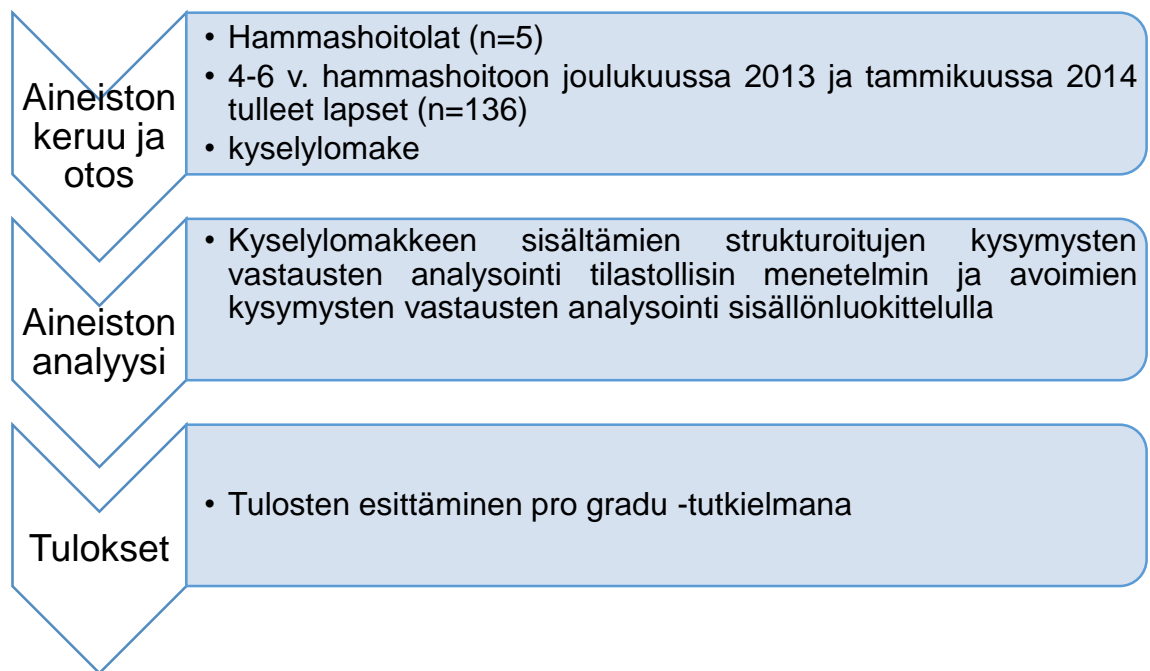 Aineiston
keruu ja
otos
• Hammashoitolat (n=5)
• 4-6 v. hammashoitoon joulukuussa 2013 ja tammikuussa 2014
tulleet lapset (n=136)
• kyselylomake
Aineiston
analyysi
• Kyselylomakkeen sisältämien strukturoitujen kysymysten
vastausten analysointi tilastollisin menetelmin ja avoimien
kysymysten vastausten analysointi sisällönluokittelulla
Tulokset
• Tulosten esittäminen pro gradu -tutkielmana